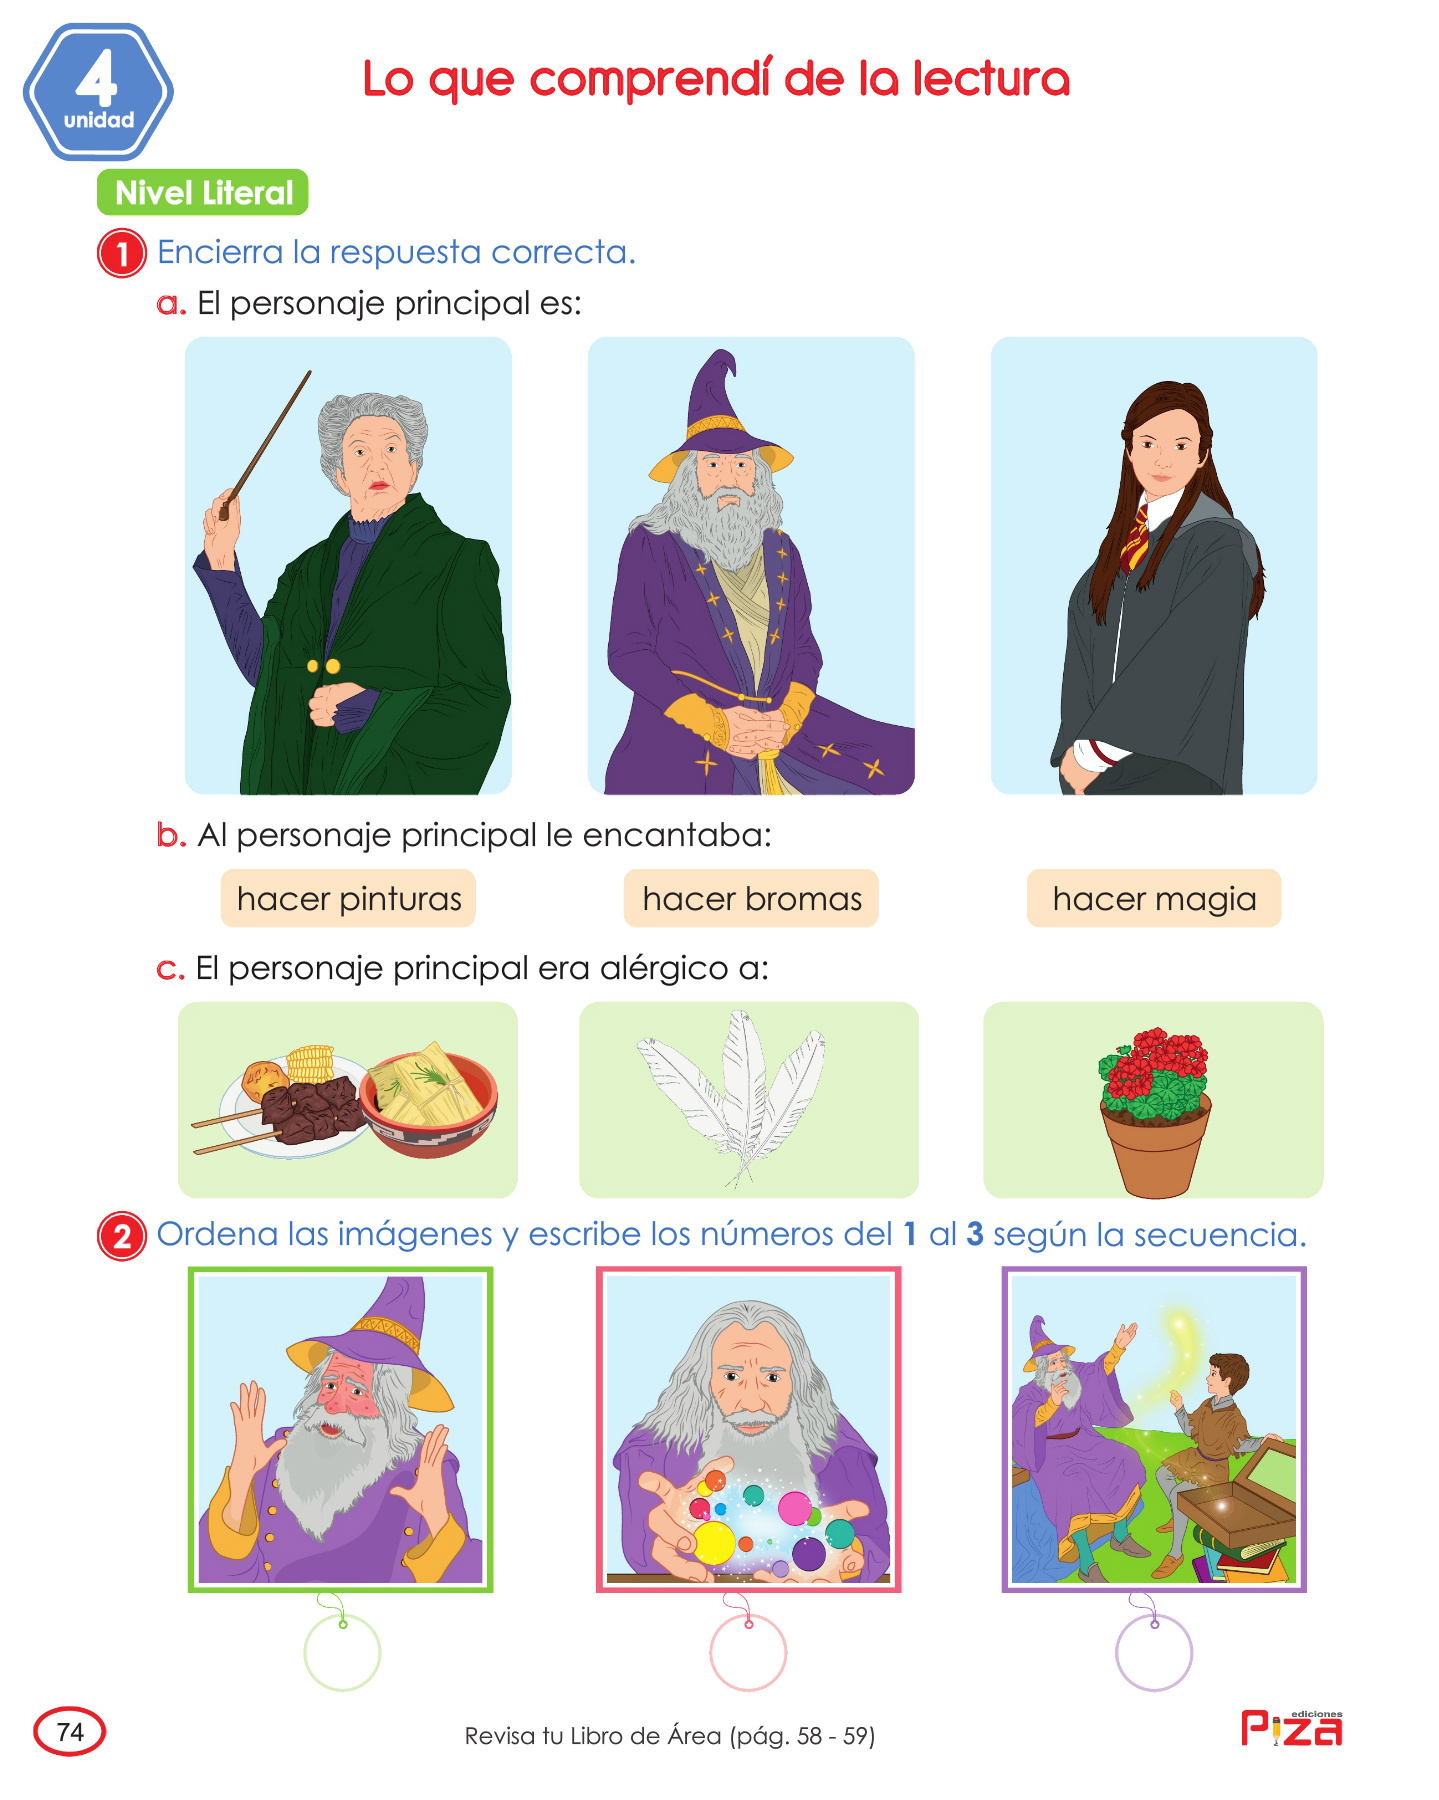 4
unidad
Lo que comprendí de la lectura
Nivel Literal
1 Encierra la respuesta correcta.
a. El personaje principal es:
b. Al personaje principal le encantaba:
hacer pinturas
hacer bromas
hacer magia
c. El personaje principal era alérgico a:
2 Ordena las imágenes y escribe los números del 1 al 3 según la secuencia.
74
Revisa tu Libro de Área (pág. 58 - 59)
ediciones
Piza